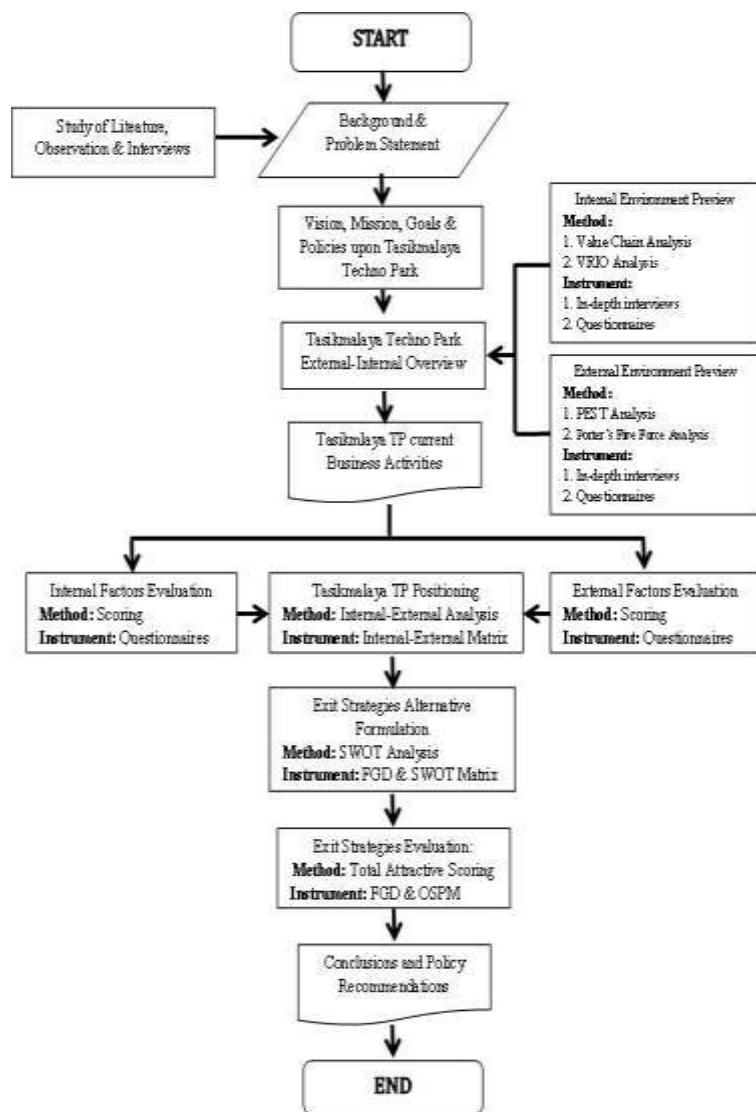 START
Study of Liteature,
Observation & Interviews
Background &
Problem Statement
Vision, Mission, Goals &
Policies upon Tasikmalaya
Techno Park
Internal Environment Preview
Method:
1. Value Chain Analysis
2. VRIO Analysis
Instrument:
1. In-depth interviews
2. Questionnaires
Tasikmalaya Techno Park
External-Internal Overview
External Environment Preview
Method:
1. PEST Analysis
2. Porter's Five Force Analysis
Instrument:
1. In-depth interviews
2. Questionnaires
Tasikmlaya TP current
Business Activities
Internal Factors Evaluation
Method: Scoring
Instrument: Questionnaires
Tasikmalaya TP Positioning
Method: Internal-External Analysis
Instrument: Internal-External Matrix
External Factors Evaluation
Method: Scoring
Instrument: Questionnaires
Exit Strategies Alternative
Formulation
Method: SWOT Analysis
Instrument: FGD & SWOT Matrix
Exit Strategies Evaluation:
Method: Total Attractive Scoring
Instrument: FGD & QSPM
Conclusions and Policy
Recommendations
END